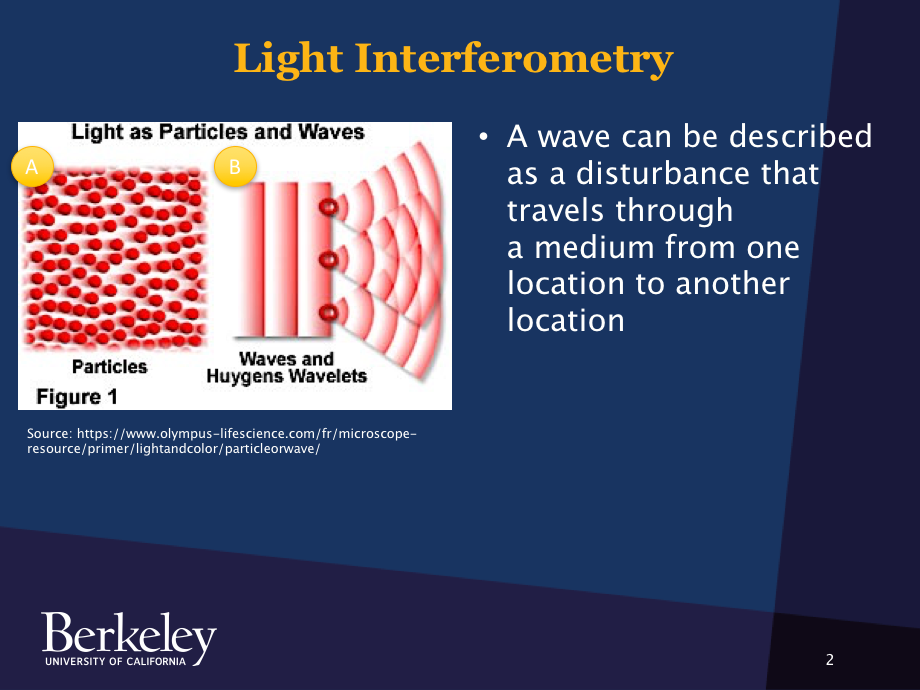 Light Interferometry
Light as Particles and Waves
A
B
Particles
Waves and
Huygens Wavelets
Figure 1
Source: https://www.olympus-lifescience.com/fr/microscope-
resource/primer/lightandcolor/particleorwave/
• A wave can be described
as a disturbance that
travels through
a medium from one
location to another
location
Berkeley
UNIVERSITY OF CALIFORNIA
2